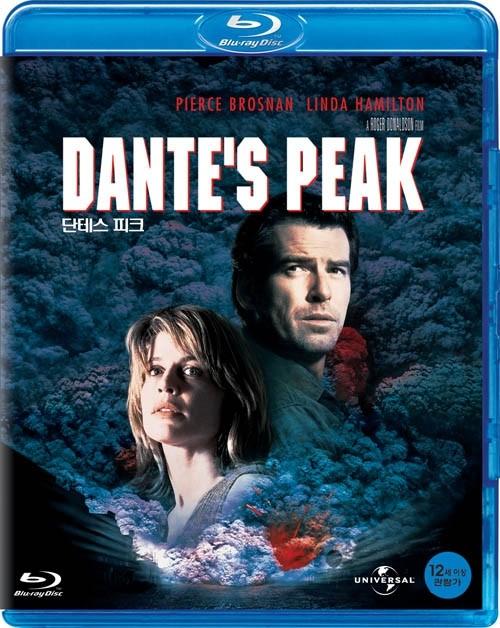 Blu-ray Disc
PIERCE BROSNAN LINDA HAMILTON
A ROGER DONALDSON FILM
DANTE'S PEAK
단테스 피크
Blu-ray Disc
UNIVERSAL
12세 이상
관람가